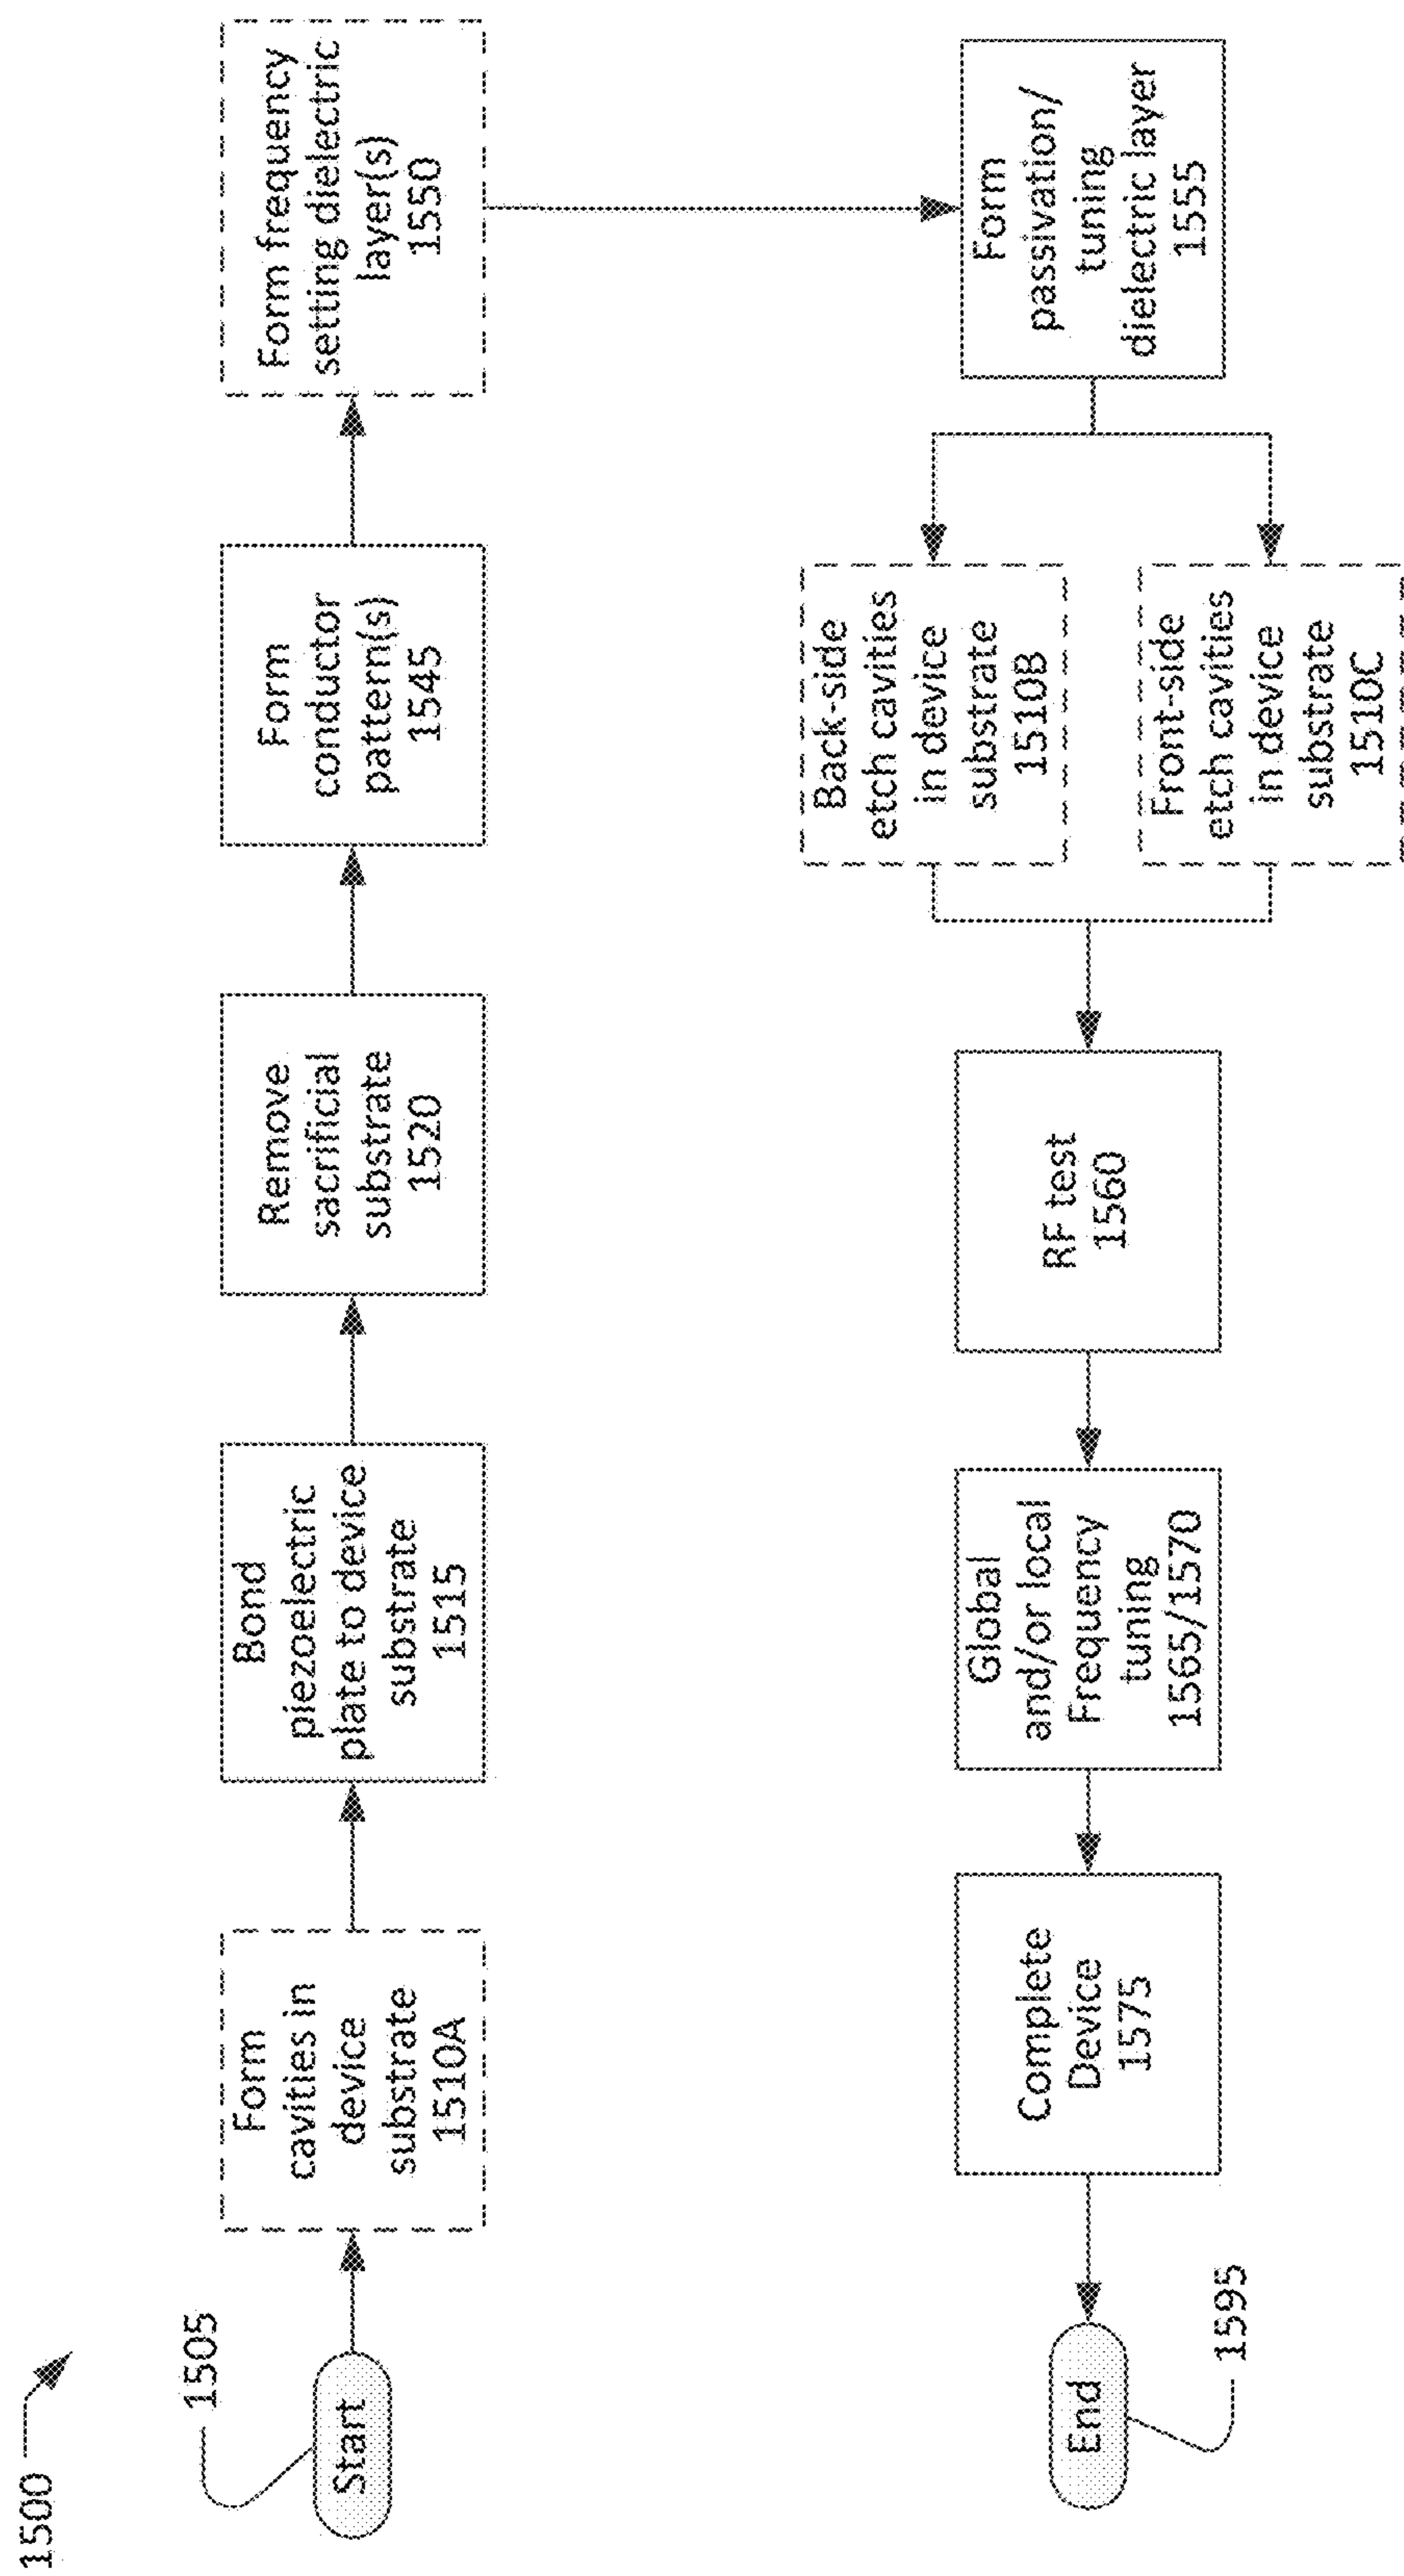 1500
1505
Start
Form
cavities in
device
substrate
1510A
Bond
piezoelectric
plate to device
substrate
1515
Remove
sacrificial
substrate
1520
Form
conductor
pattern(s)
1545
Form frequency
setting dielectric
layer(s)
1550
Form
passivation/
tuning
dielectric layer
1555
Back-side
etch cavities
in device
substrate
1510B
Front-side
etch cavities
in device
substrate
1510C
RF test
1560
Global
and/or local
Frequency
tuning
1565/1570
Complete
Device
1575
End
1595